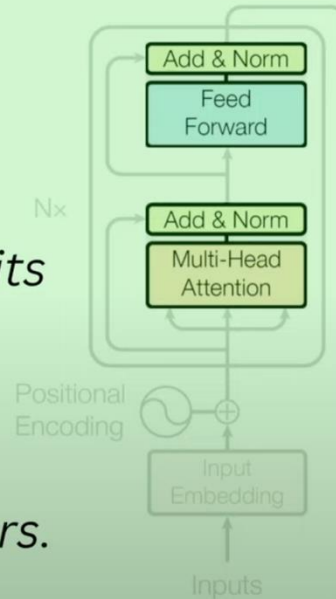 Add & Norm
Feed
Forward
Nx
Add & Norm
its
Multi-Head
Attention
Positional
Encoding
Input
Embedding
rs.
Inputs